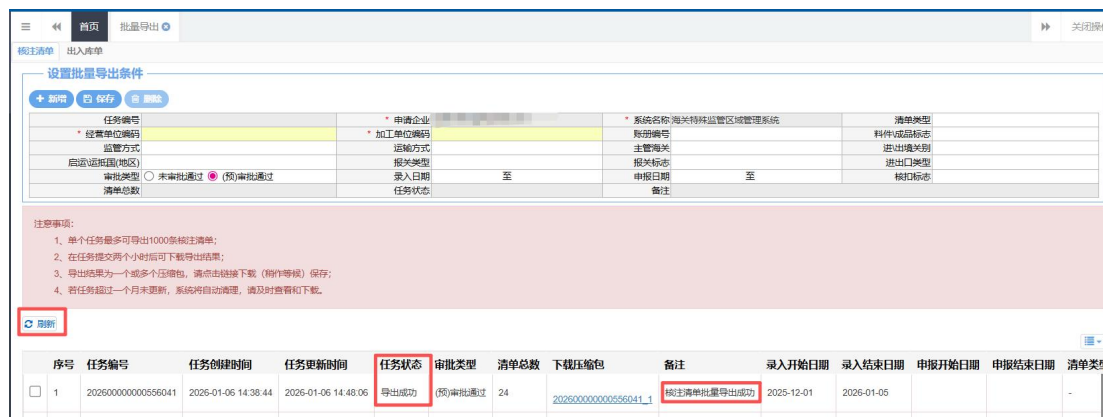 首页 批量导出 关闭操
核注清单 出入库单
设置批量导出条件
+ 新增 保存 删除
任务编号 * 申请企业 * 系统名称 海关特殊监管区域管理系统 清单类型
* 经营单位编码 * 加工单位编码 账册编号 料件\成品标志
监管方式 运输方式 主管海关 进\出境关别
启运\运抵国(地区) 报关类型 报关标志 进出口类型
审批类型 未审批通过 (预)审批通过 录入日期 至 申报日期 至 核扣标志
清单总数 任务状态 备注
注意事项:
1、单个任务最多可导出1000条核注清单;
2、在任务提交两个小时后可下载导出结果;
3、导出结果为一个或多个压缩包, 请点击链接下载 (稍作等候) 保存;
4、若任务超过一个月未更新, 系统将自动清理, 请及时查看和下载。
刷新
序号 任务编号 任务创建时间 任务更新时间 任务状态 审批类型 清单总数 下载压缩包 备注 录入开始日期 录入结束日期 申报开始日期 申报结束日期 清单类型
1 202600000000556041 2026-01-06 14:38:44 2026-01-06 14:48:06 导出成功 (预)审批通过 24 202600000000556041_1 核注清单批量导出成功 2025-12-01 2026-01-05 -